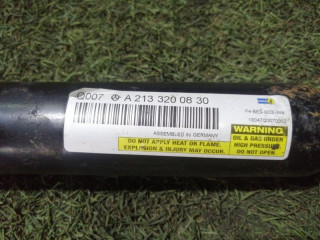 Q007 A 213 320 08 30
ASSEMBLED IN GERMANY
DO NOT APPLY HEAT OR FLAME.
EXPLOSION & INJURY MAY OCCUR.
WARNING
OIL & GAS UNDER
HIGH PRESSURE
DO NOT OPEN